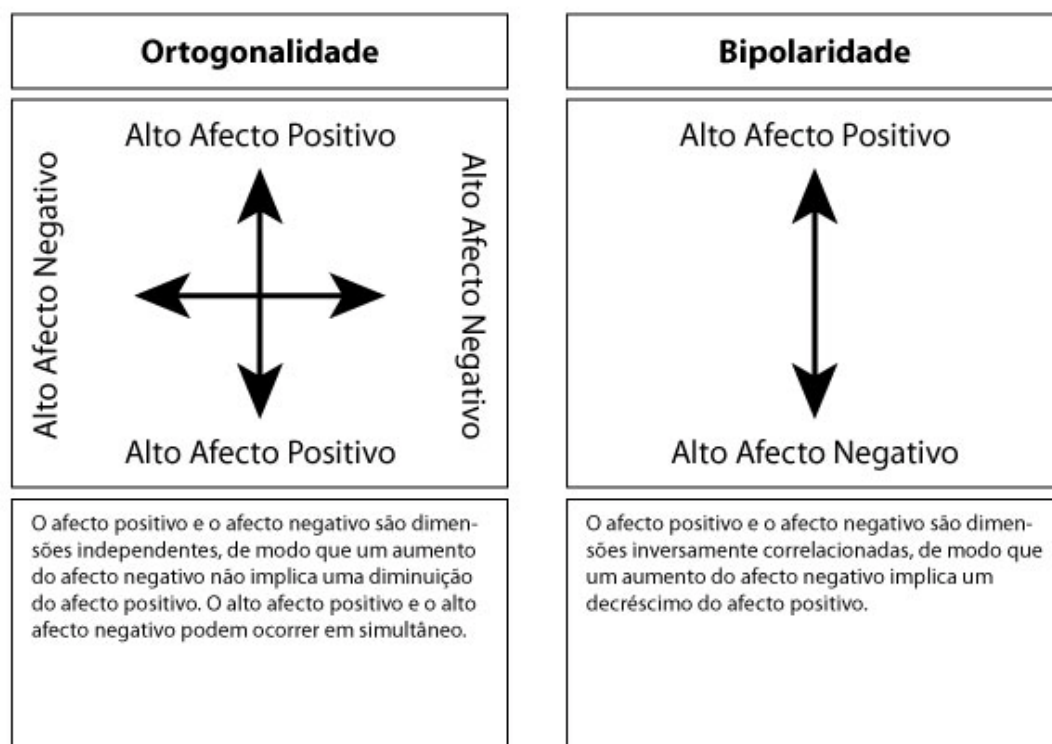 Ortogonalidade
Alto Afecto Positivo
Alto Afecto Negativo
Alto Afecto Negativo
Alto Afecto Positivo
O afecto positivo e o afecto negativo são dimen-
sões independentes, de modo que um aumento
do afecto negativo não implica uma diminuição
do afecto positivo. O alto afecto positivo e o alto
afecto negativo podem ocorrer em simultâneo.
Bipolaridade
Alto Afecto Positivo
Alto Afecto Negativo
O afecto positivo e o afecto negativo são dimen-
sões inversamente correlacionadas, de modo que
um aumento do afecto negativo implica um
decréscimo do afecto positivo.